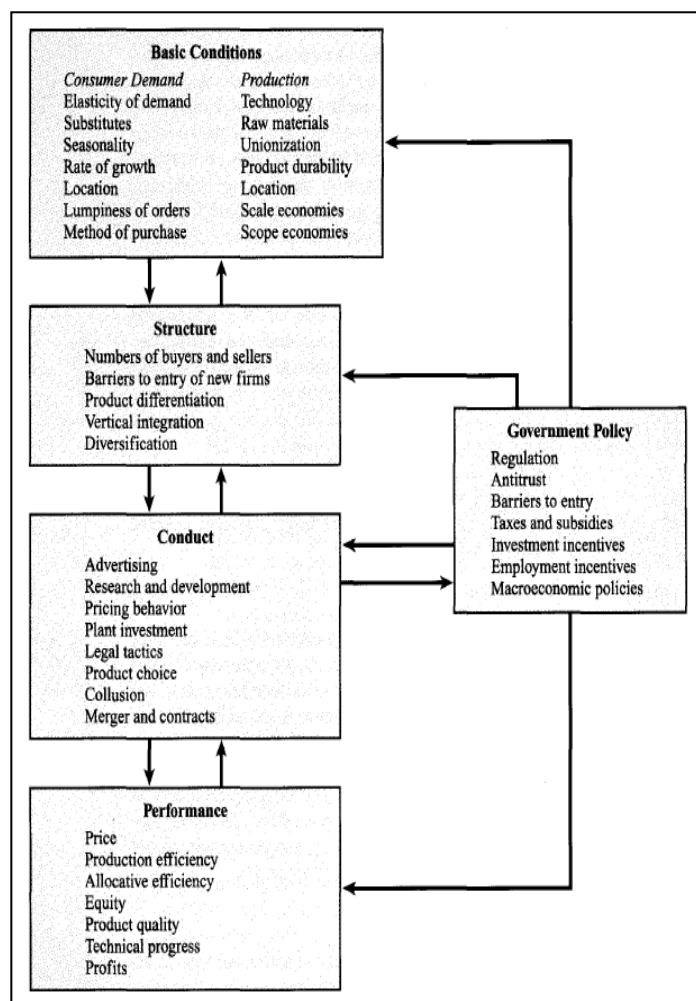 Basic Conditions
Consumer Demand Production
Elasticity of demand Technology
Substitutes Raw materials
Seasonality Unionization
Rate of growth Product durability
Location Location
Lumpiness of orders Scale economies
Method of purchase Scope economies
Structure
Numbers of buyers and sellers
Barriers to entry of new firms
Product differentiation
Vertical integration
Diversification
Government Policy
Regulation
Antitrust
Barriers to entry
Taxes and subsidies
Investment incentives
Employment incentives
Macroeconomic policies
Conduct
Advertising
Research and development
Pricing behavior
Plant investment
Legal tactics
Product choice
Collusion
Merger and contracts
Performance
Price
Production efficiency
Allocative efficiency
Equity
Product quality
Technical progress
Profits